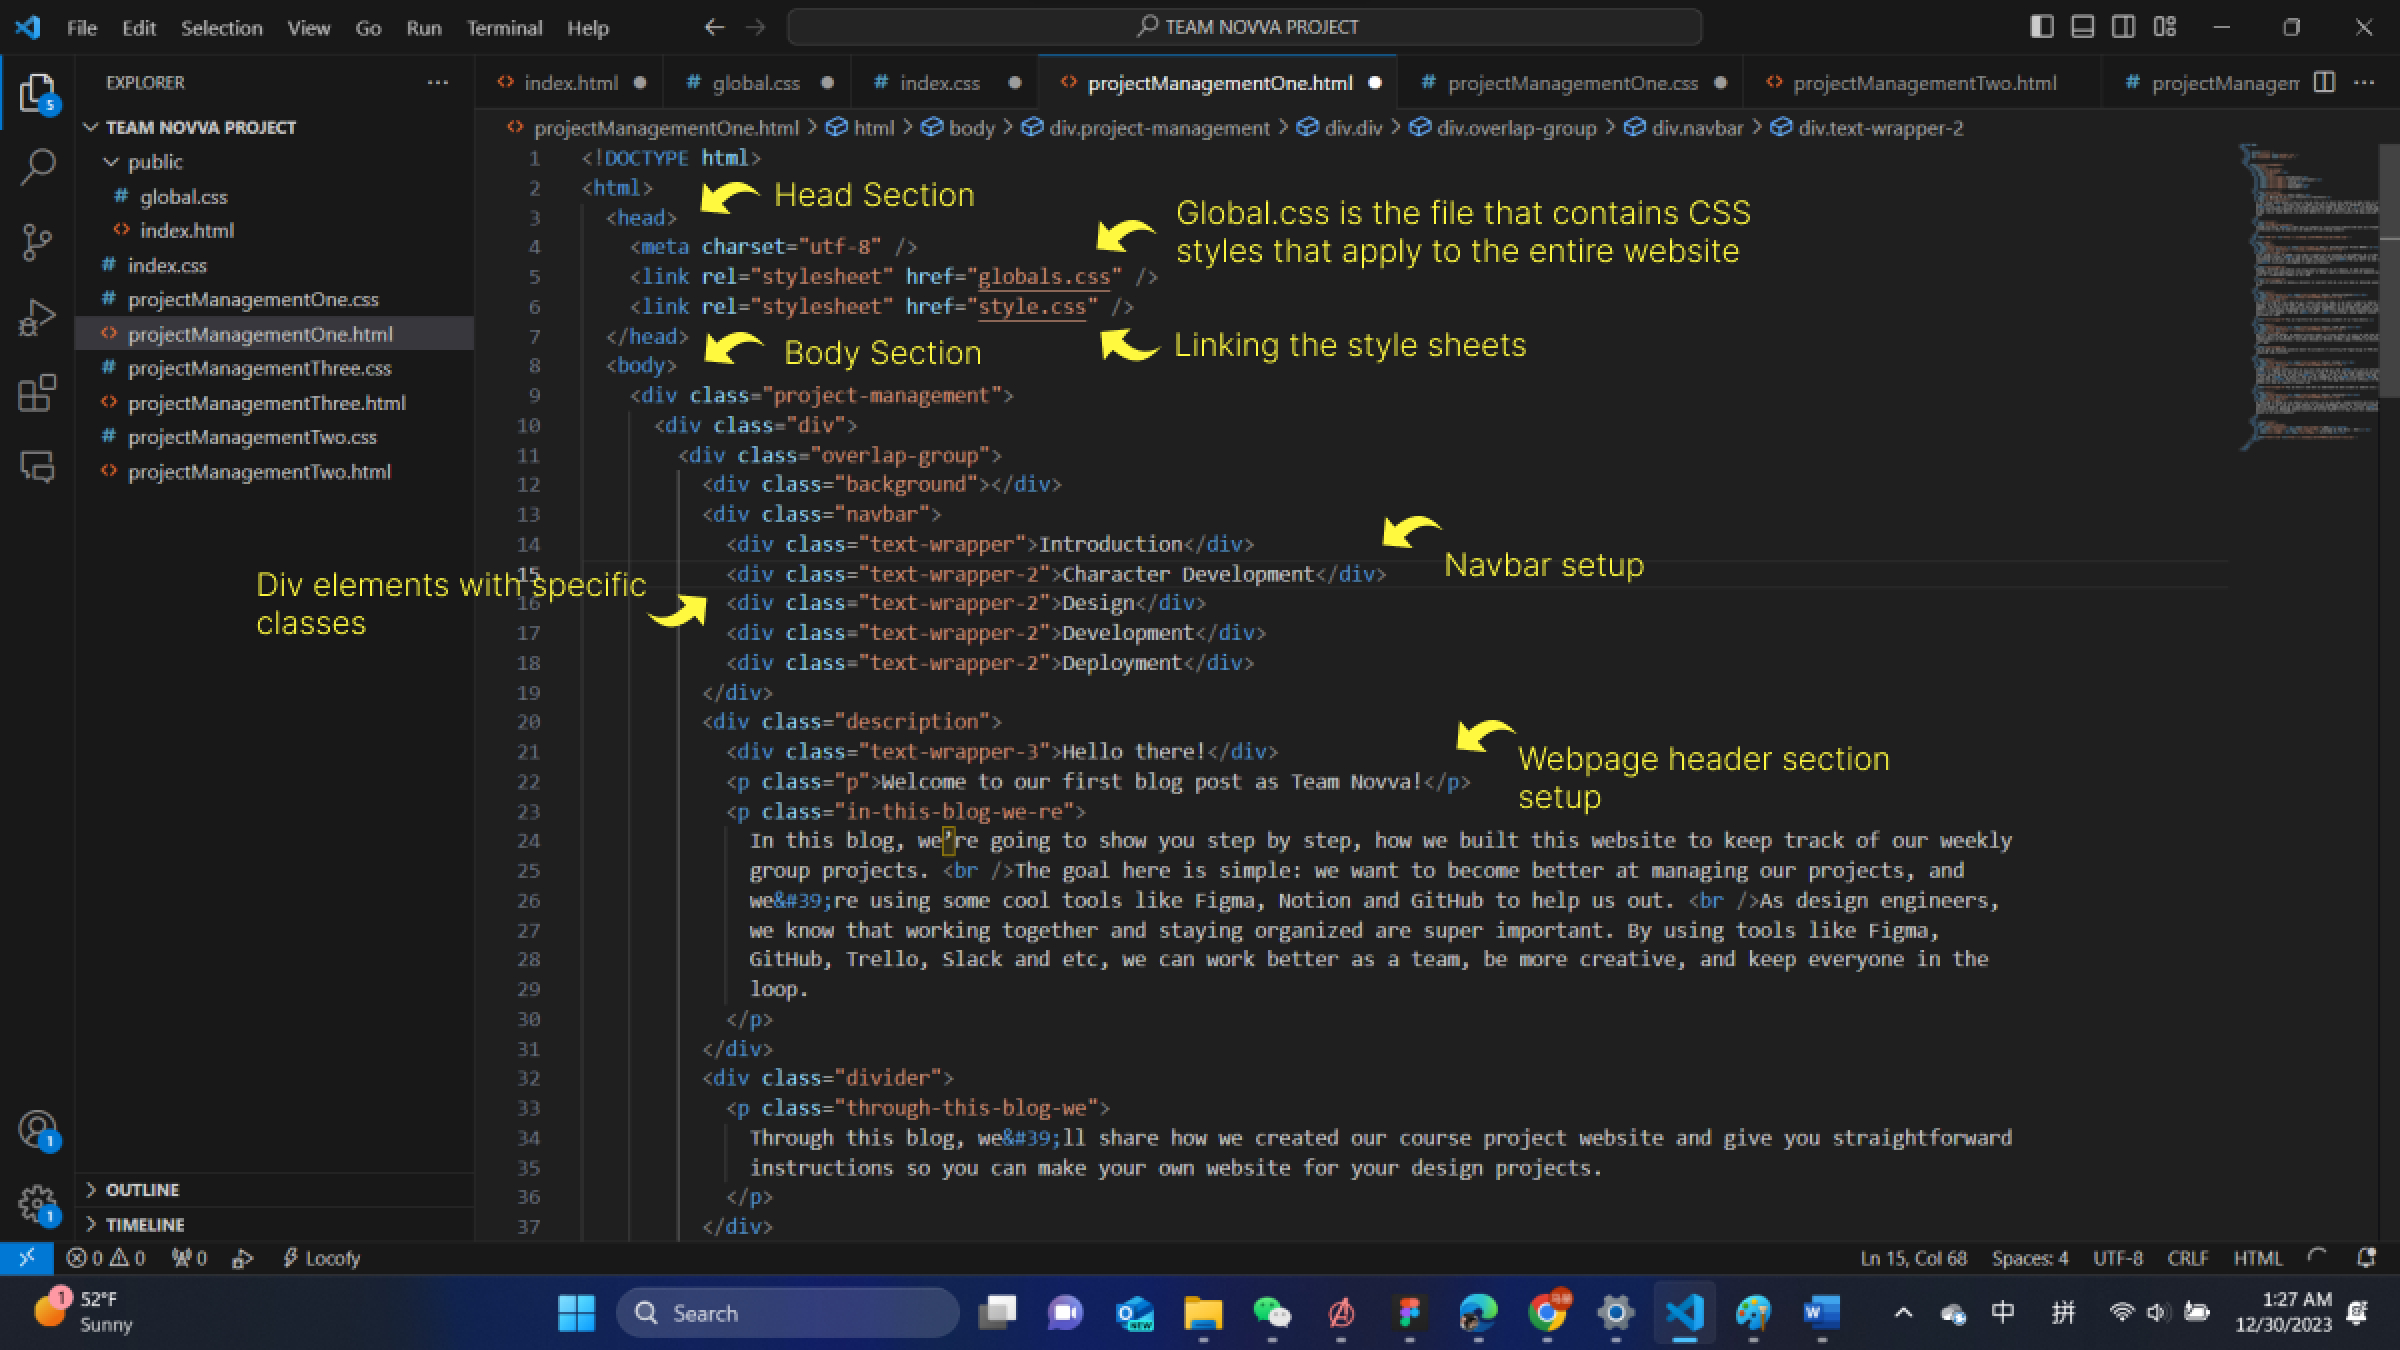 File Edit Selection View Go Run Terminal Help
TEAM NOVVA PROJECT
EXPLORER
index.html
global.css
index.css
projectManagementOne.html
projectManagementOne.css
projectManagementTwo.html
projectManagem
5
TEAM NOVVA PROJECT
public
global.css
index.html
index.css
projectManagementOne.css
projectManagementOne.html
projectManagementThree.css
projectManagementThree.html
projectManagementTwo.css
projectManagementTwo.html
projectManagementOne.html > html > body > div.project-management > div.div > div.overlap-group > div.navbar > div.text-wrapper-2
1 <!DOCTYPE html>
2 <html>
Head Section
3 <head>
Global.css is the file that contains CSS
styles that apply to the entire website
4 <meta charset="utf-8" />
5 <link rel="stylesheet" href="globals.css" />
6 <link rel="stylesheet" href="style.css" />
Linking the style sheets
7 </head>
Body Section
8 <body>
9 <div class="project-management">
10 <div class="div">
11 <div class="overlap-group">
12 <div class="background"></div>
13 <div class="navbar">
14 <div class="text-wrapper">Introduction</div>
Navbar setup
15 <div class="text-wrapper-2">Character Development</div>
Div elements with specific
classes
16 <div class="text-wrapper-2">Design</div>
17 <div class="text-wrapper-2">Development</div>
18 <div class="text-wrapper-2">Deployment</div>
19 </div>
20 <div class="description">
21 <div class="text-wrapper-3">Hello there!</div>
Webpage header section
setup
22 <p class="p">Welcome to our first blog post as Team Novva!</p>
23 <p class="in-this-blog-we-re">
24 In this blog, we’re going to show you step by step, how we built this website to keep track of our weekly
25 group projects. <br />The goal here is simple: we want to become better at managing our projects, and
26 we&#39;re using some cool tools like Figma, Notion and GitHub to help us out. <br />As design engineers,
27 we know that working together and staying organized are super important. By using tools like Figma,
28 GitHub, Trello, Slack and etc, we can work better as a team, be more creative, and keep everyone in the
29 loop.
30 </p>
31 </div>
32 <div class="divider">
33 <p class="through-this-blog-we">
34 Through this blog, we&#39;ll share how we created our course project website and give you straightforward
35 instructions so you can make your own website for your design projects.
36 </p>
37 </div>
1
1
OUTLINE
TIMELINE
0 0 0 Locofy
Ln 15, Col 68 Spaces: 4 UTF-8 CRLF HTML
1
52°F
Sunny
Search
NEW
中
拼
1:27 AM
12/30/2023